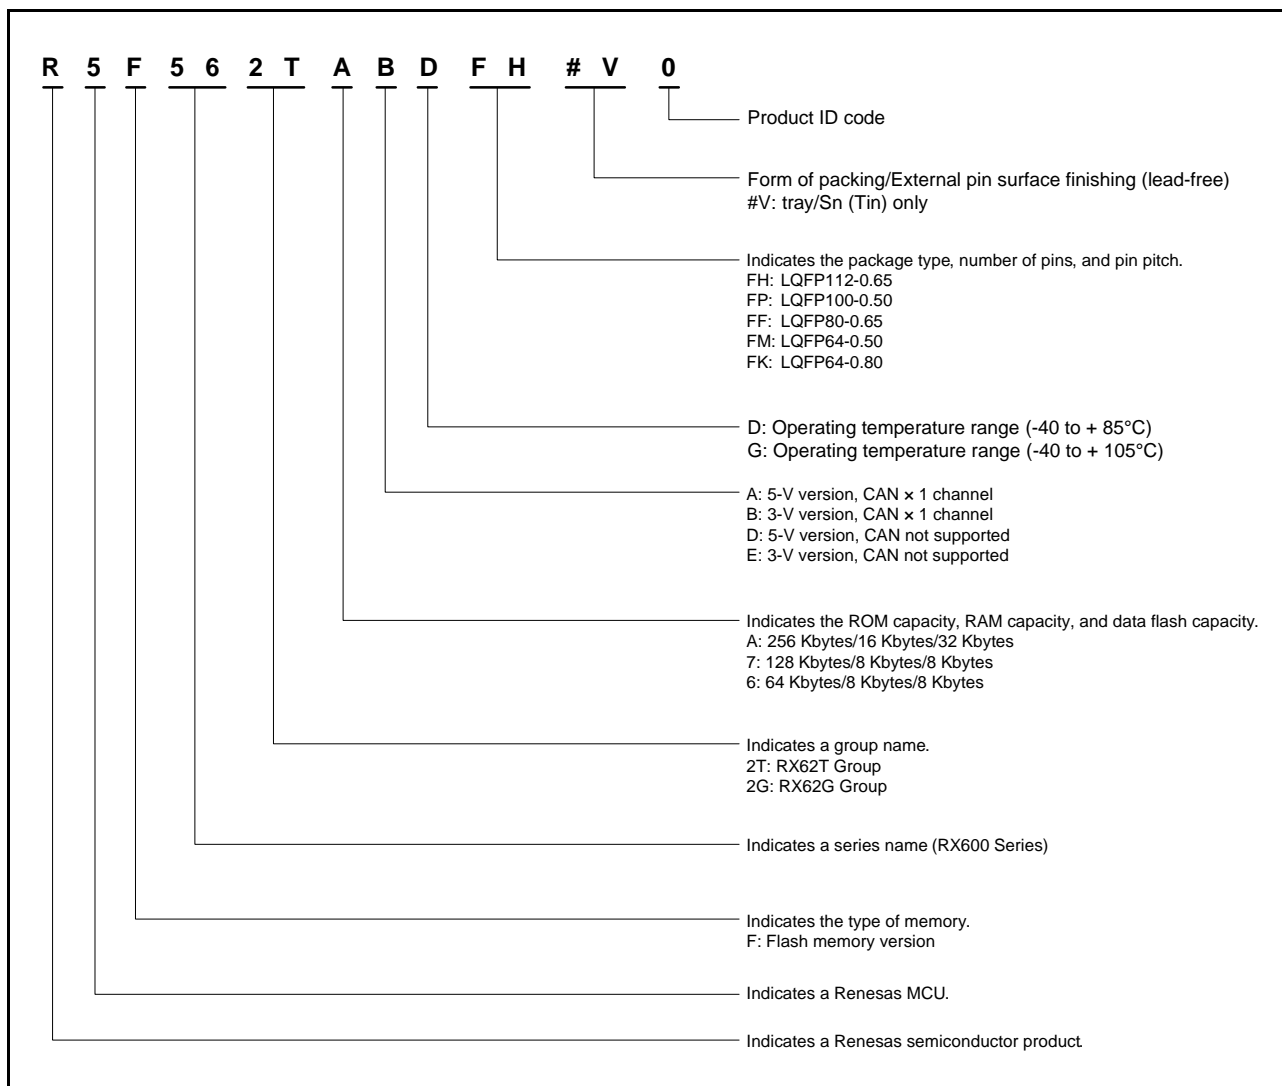 R 5 F 5 6 2 T A B D F H # V 0
Product ID code
Form of packing/External pin surface finishing (lead-free)
#V: tray/Sn (Tin) only
Indicates the package type, number of pins, and pin pitch.
FH: LQFP112-0.65
FP: LQFP100-0.50
FF: LQFP80-0.65
FM: LQFP64-0.50
FK: LQFP64-0.80
D: Operating temperature range (-40 to + 85°C)
G: Operating temperature range (-40 to + 105°C)
A: 5-V version, CAN × 1 channel
B: 3-V version, CAN × 1 channel
D: 5-V version, CAN not supported
E: 3-V version, CAN not supported
Indicates the ROM capacity, RAM capacity, and data flash capacity.
A: 256 Kbytes/16 Kbytes/32 Kbytes
7: 128 Kbytes/8 Kbytes/8 Kbytes
6: 64 Kbytes/8 Kbytes/8 Kbytes
Indicates a group name.
2T: RX62T Group
2G: RX62G Group
Indicates a series name (RX600 Series)
Indicates the type of memory.
F: Flash memory version
Indicates a Renesas MCU.
Indicates a Renesas semiconductor product.